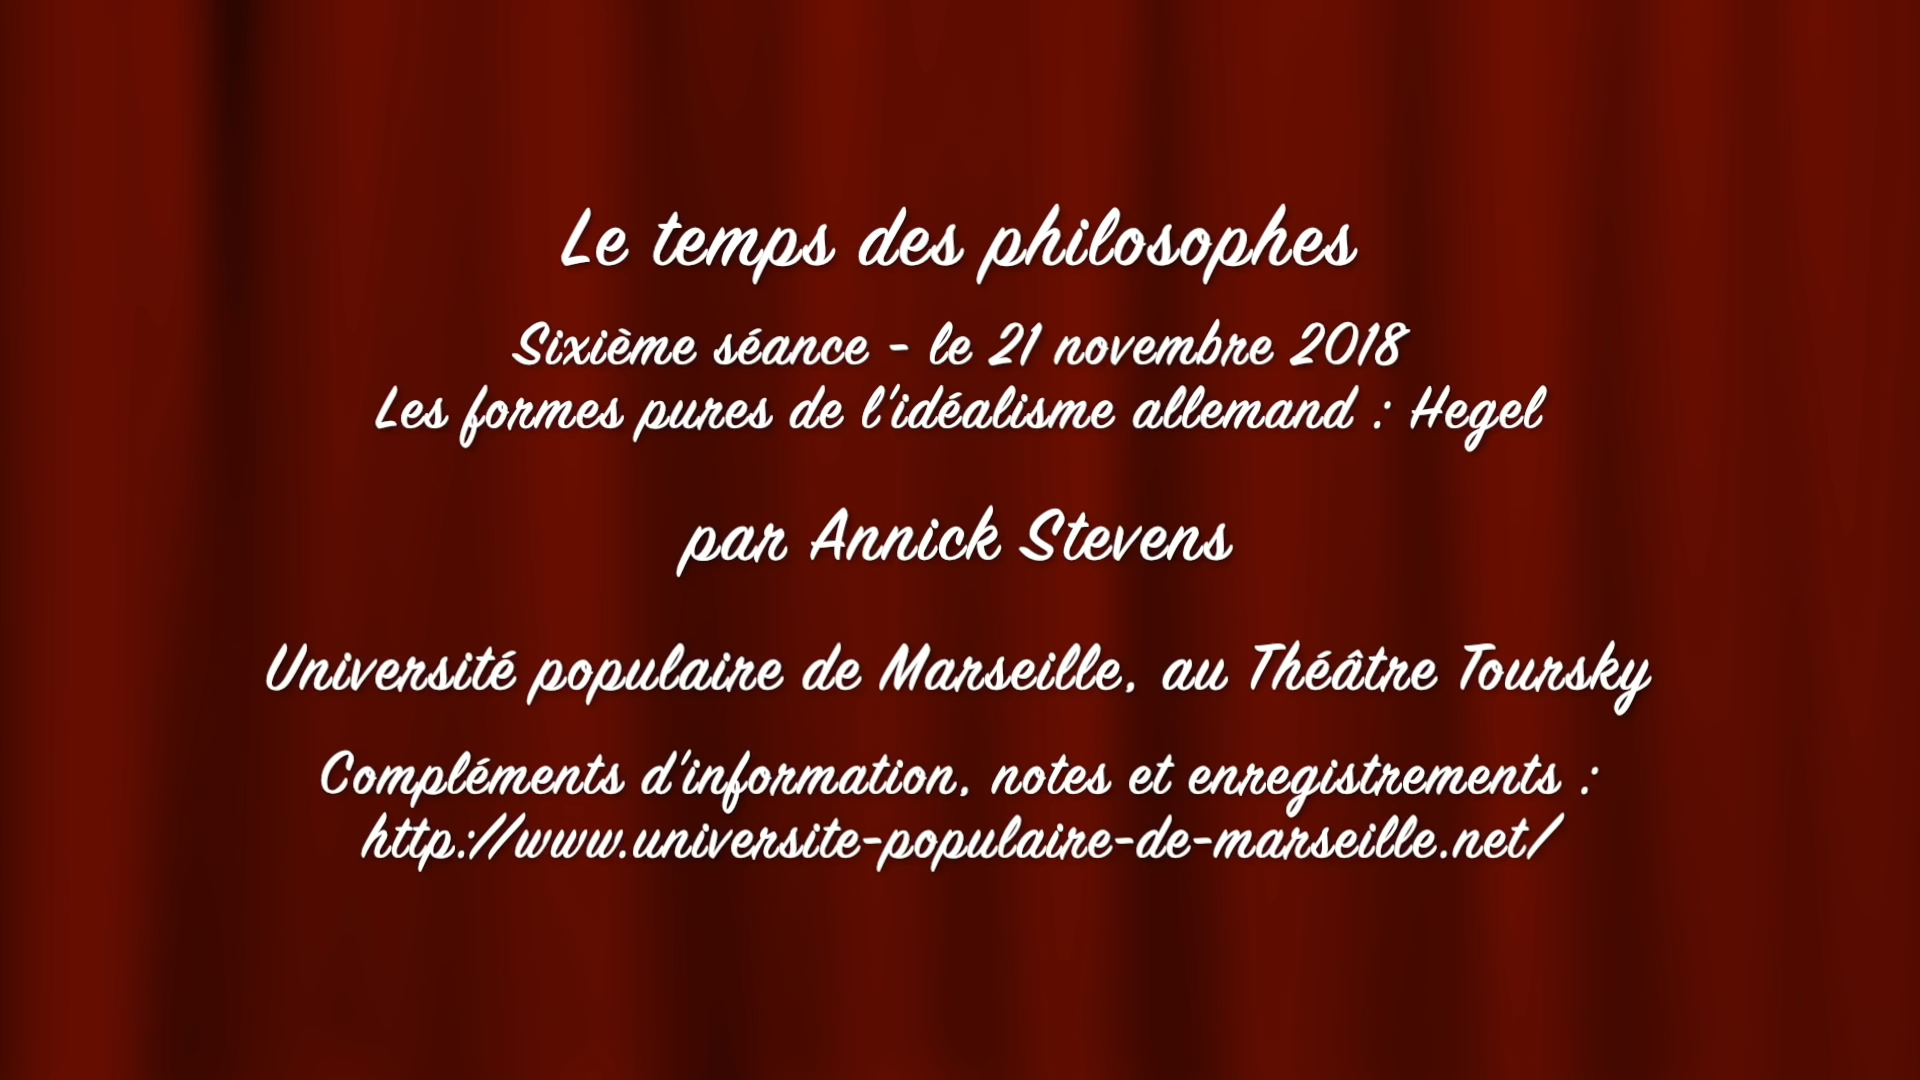 Le temps des philosophes
Sixième séance - le 21 novembre 2018
Les formes pures de l'idéalisme allemand : Hegel
par Annick Stevens
Université populaire de Marseille, au Théâtre Toursky
Compléments d'information, notes et enregistrements :
http://www.universite-populaire-de-marseille.net/